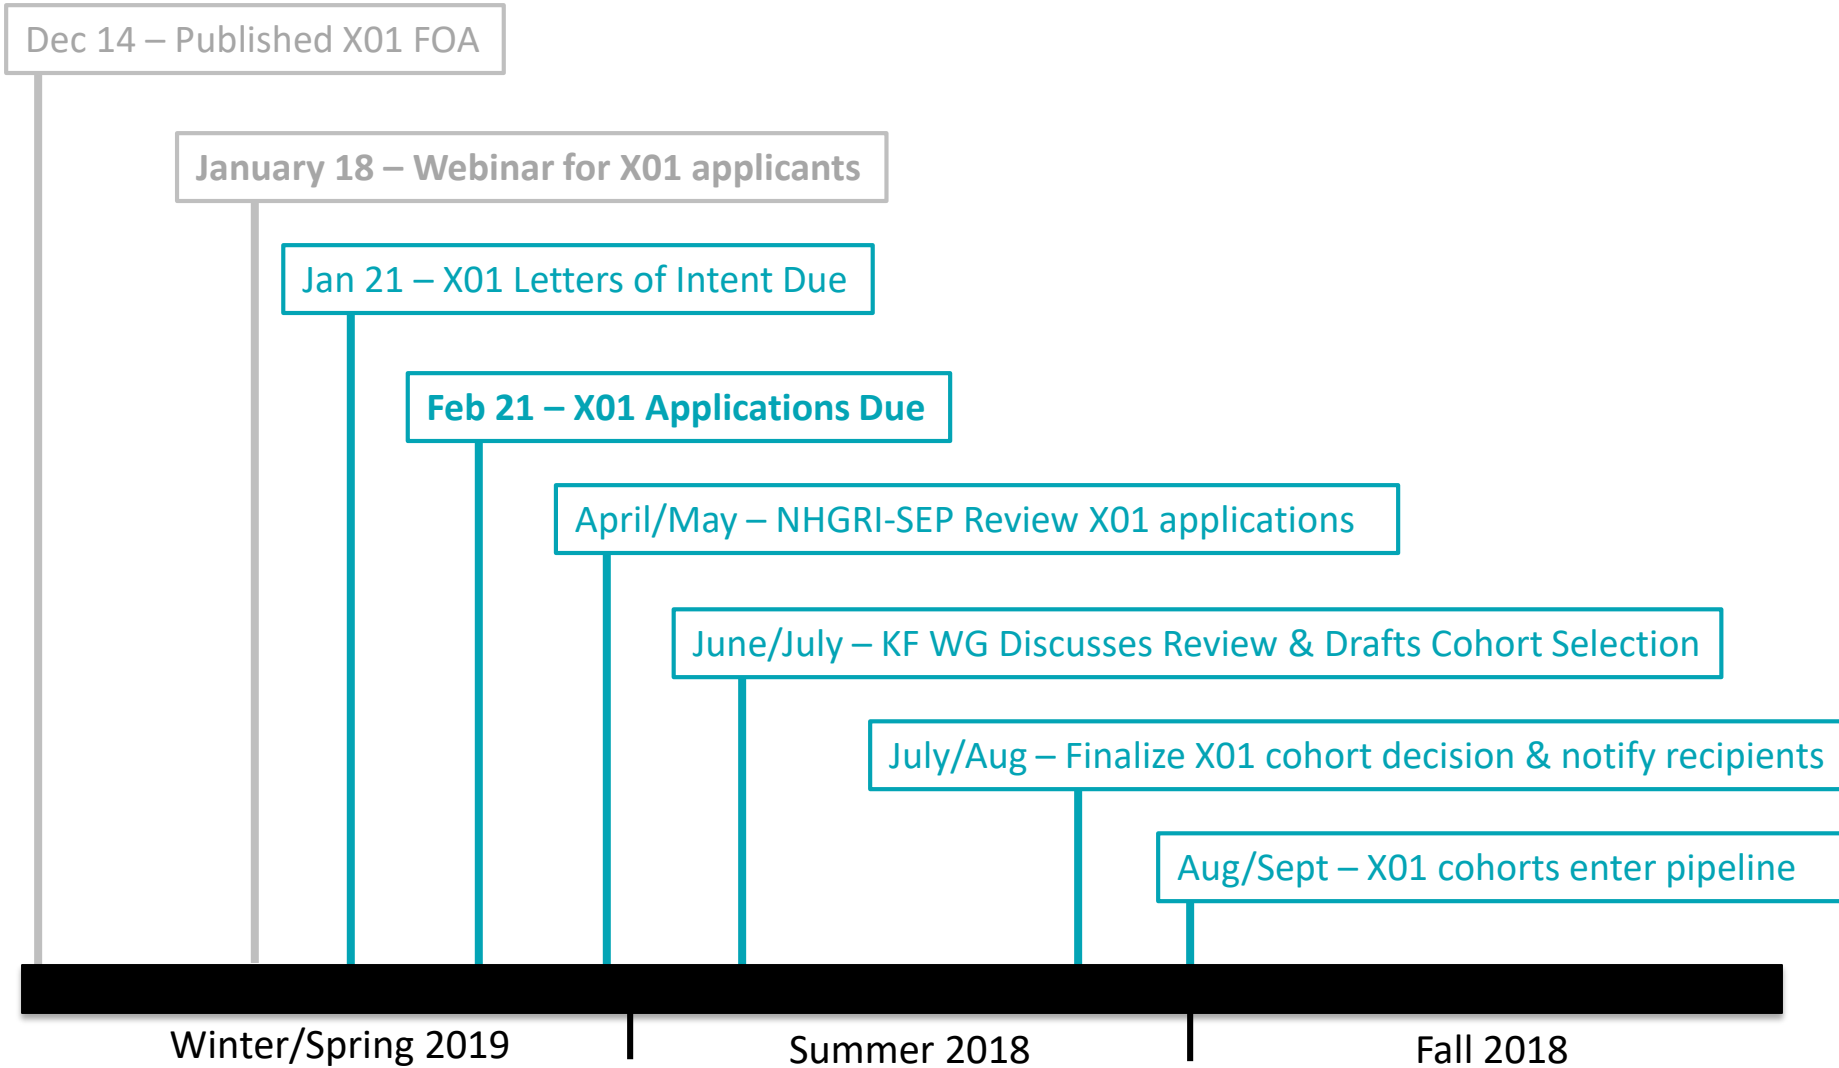 Dec 14 – Published X01 FOA
January 18 – Webinar for X01 applicants
Jan 21 – X01 Letters of Intent Due
Feb 21 – X01 Applications Due
April/May – NHGRI-SEP Review X01 applications
June/July – KF WG Discusses Review & Drafts Cohort Selection
July/Aug – Finalize X01 cohort decision & notify recipients
Aug/Sept – X01 cohorts enter pipeline
Winter/Spring 2019
Summer 2018
Fall 2018